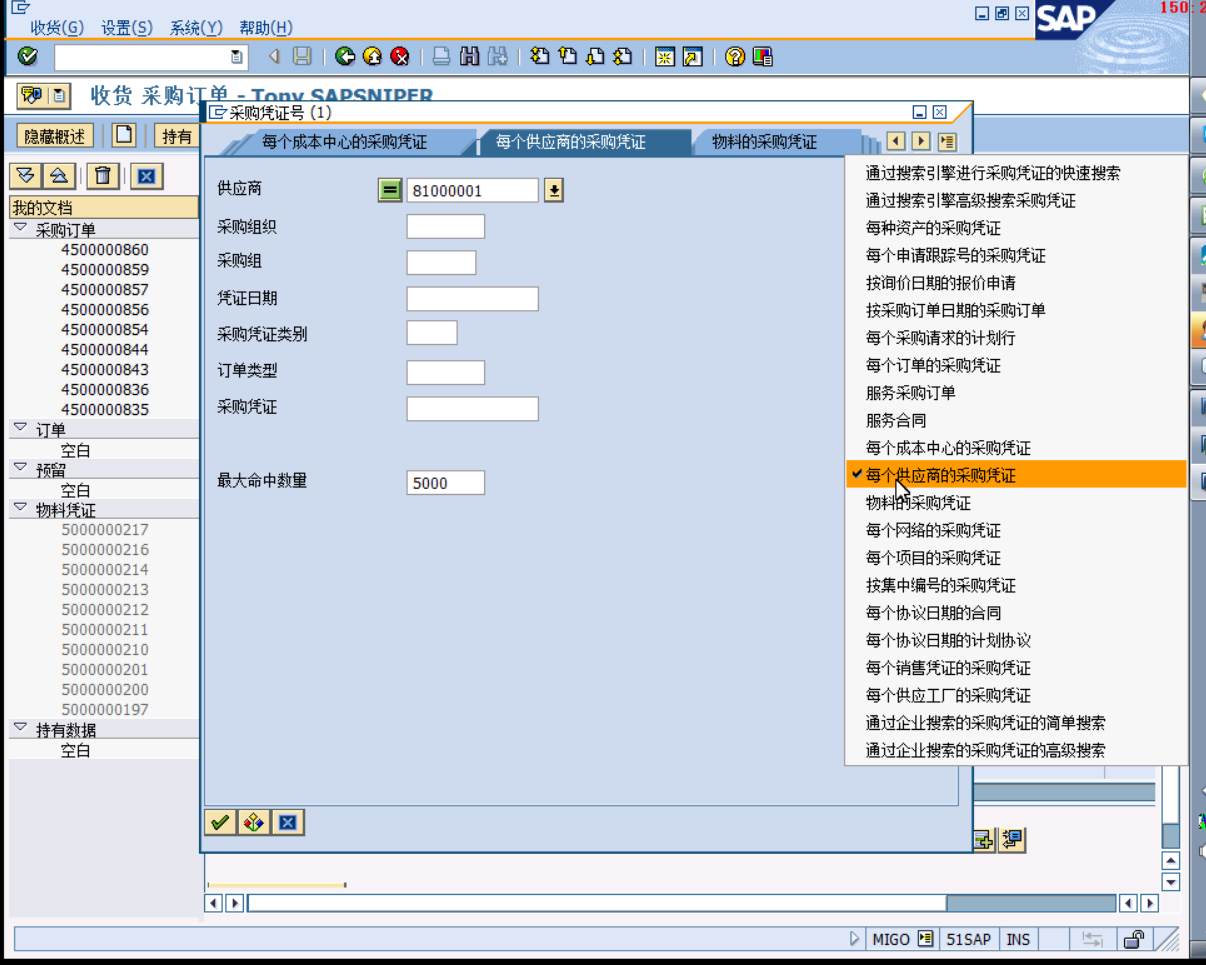 150:2
收货(G) 设置(S) 系统(Y) 帮助(H)
SAP
收货 采购订单 - Tony SAPSNIPER
隐藏概述
持有
我的文档
采购订单
4500000860
4500000859
4500000857
4500000856
4500000854
4500000844
4500000843
4500000836
4500000835
订单
空白
预留
空白
物料凭证
5000000217
5000000216
5000000214
5000000213
5000000212
5000000211
5000000210
5000000201
5000000200
5000000197
持有数据
空白
采购凭证号 (1)
每个成本中心的采购凭证
每个供应商的采购凭证
物料的采购凭证
供应商 81000001
采购组织
采购组
凭证日期
采购凭证类别
订单类型
采购凭证
最大命中数量 5000
通过搜索引擎进行采购凭证的快速搜索
通过搜索引擎高级搜索采购凭证
每种资产的采购凭证
每个申请跟踪号的采购凭证
按询价日期的报价申请
按采购订单日期的采购订单
每个采购请求的计划行
每个订单的采购凭证
服务采购订单
服务合同
每个成本中心的采购凭证
每个供应商的采购凭证
物料的采购凭证
每个网络的采购凭证
每个项目的采购凭证
按集中编号的采购凭证
每个协议日期的合同
每个协议日期的计划协议
每个销售凭证的采购凭证
每个供应工厂的采购凭证
通过企业搜索的采购凭证的简单搜索
通过企业搜索的采购凭证的高级搜索
MIGO 51SAP INS